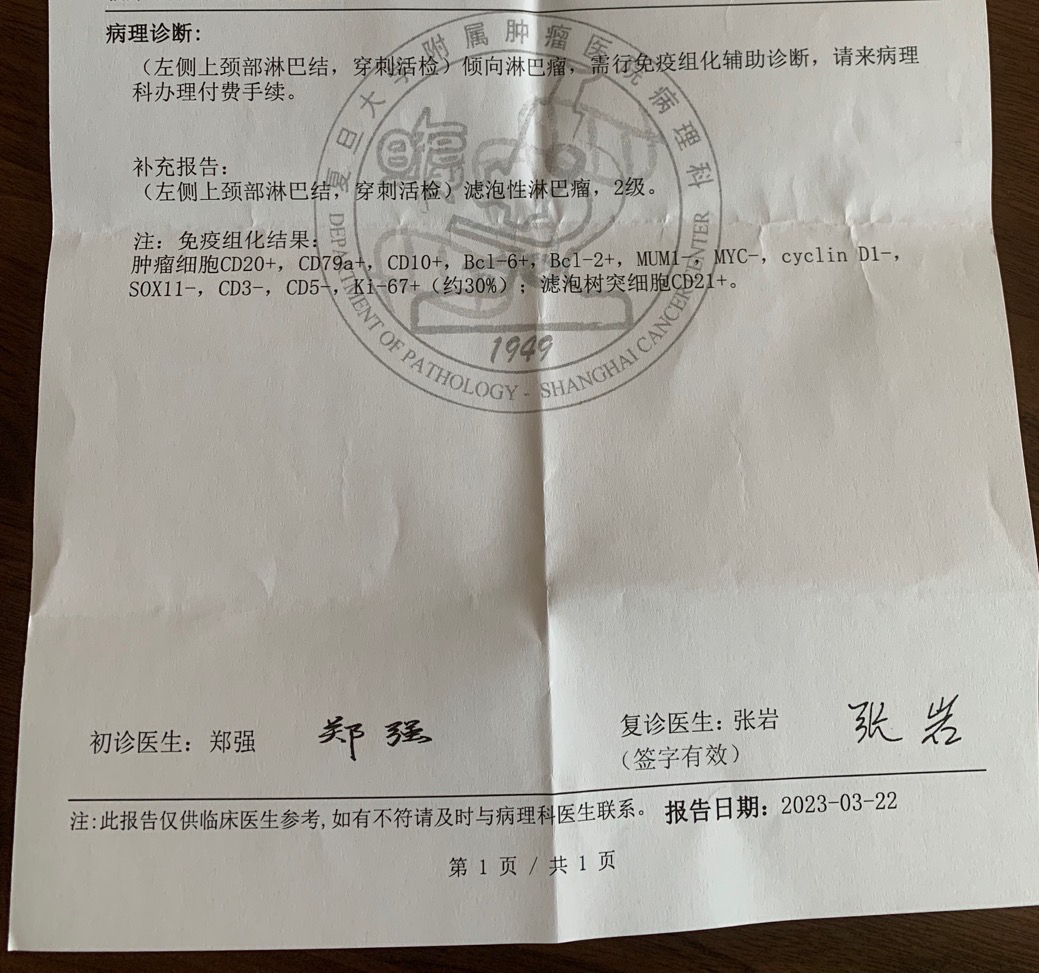 病理诊断:
（左侧上颈部淋巴结，穿刺活检）倾向淋巴瘤，需行免疫组化辅助诊断，请来病理
科办理付费手续。
补充报告:
（左侧上颈部淋巴结，穿刺活检）滤泡性淋巴瘤，2级。
注：免疫组化结果:
肿瘤细胞CD20+，CD79a+，CD10+，Bcl-6+，Bcl-2+，MUM1-，MYC-，cyclin D1-，
SOX11-，CD3-，CD5-，Ki-67+（约30%）；滤泡树突细胞CD21+。
复旦大学附属肿瘤医院病理科
DEPARTMENT OF PATHOLOGY - SHANGHAI CANCER CENTER
1949
初诊医生: 郑强 郑强
复诊医生: 张岩 张岩
（签字有效）
注:此报告仅供临床医生参考,如有不符请及时与病理科医生联系。 报告日期: 2023-03-22
第 1 页 / 共 1 页